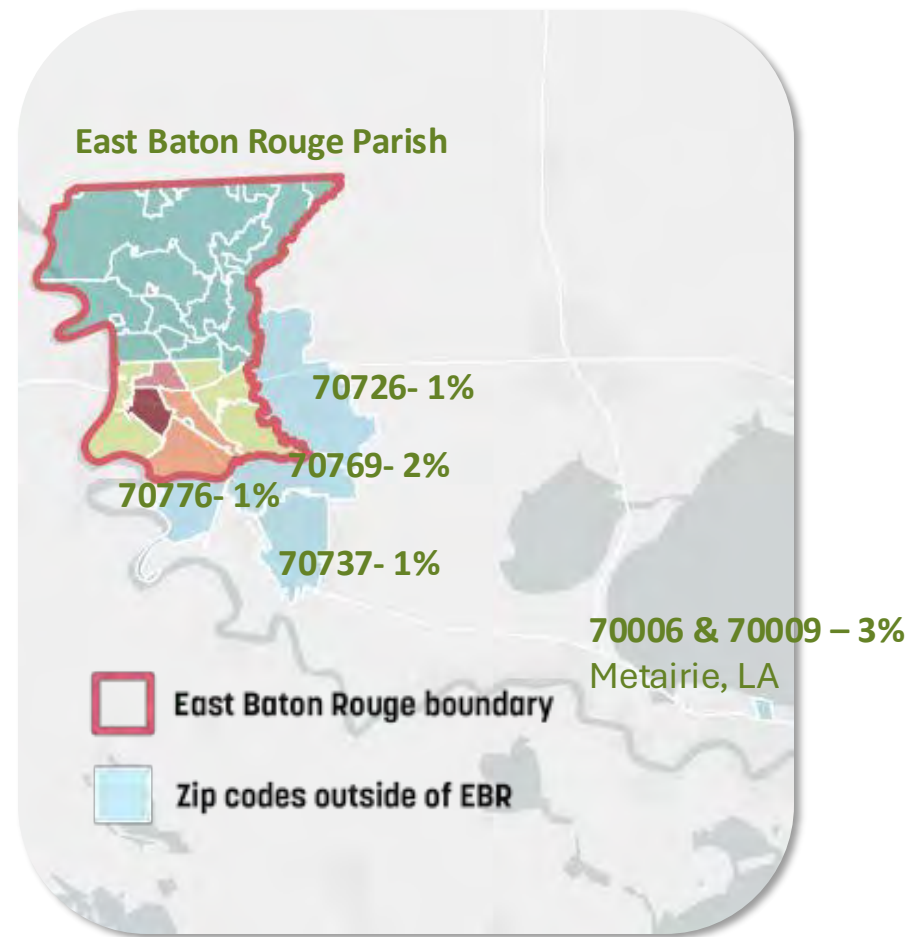 East Baton Rouge Parish
70726- 1%
70769- 2%
70776- 1%
70737- 1%
70006 & 70009 – 3%
Metairie, LA
East Baton Rouge boundary
Zip codes outside of EBR